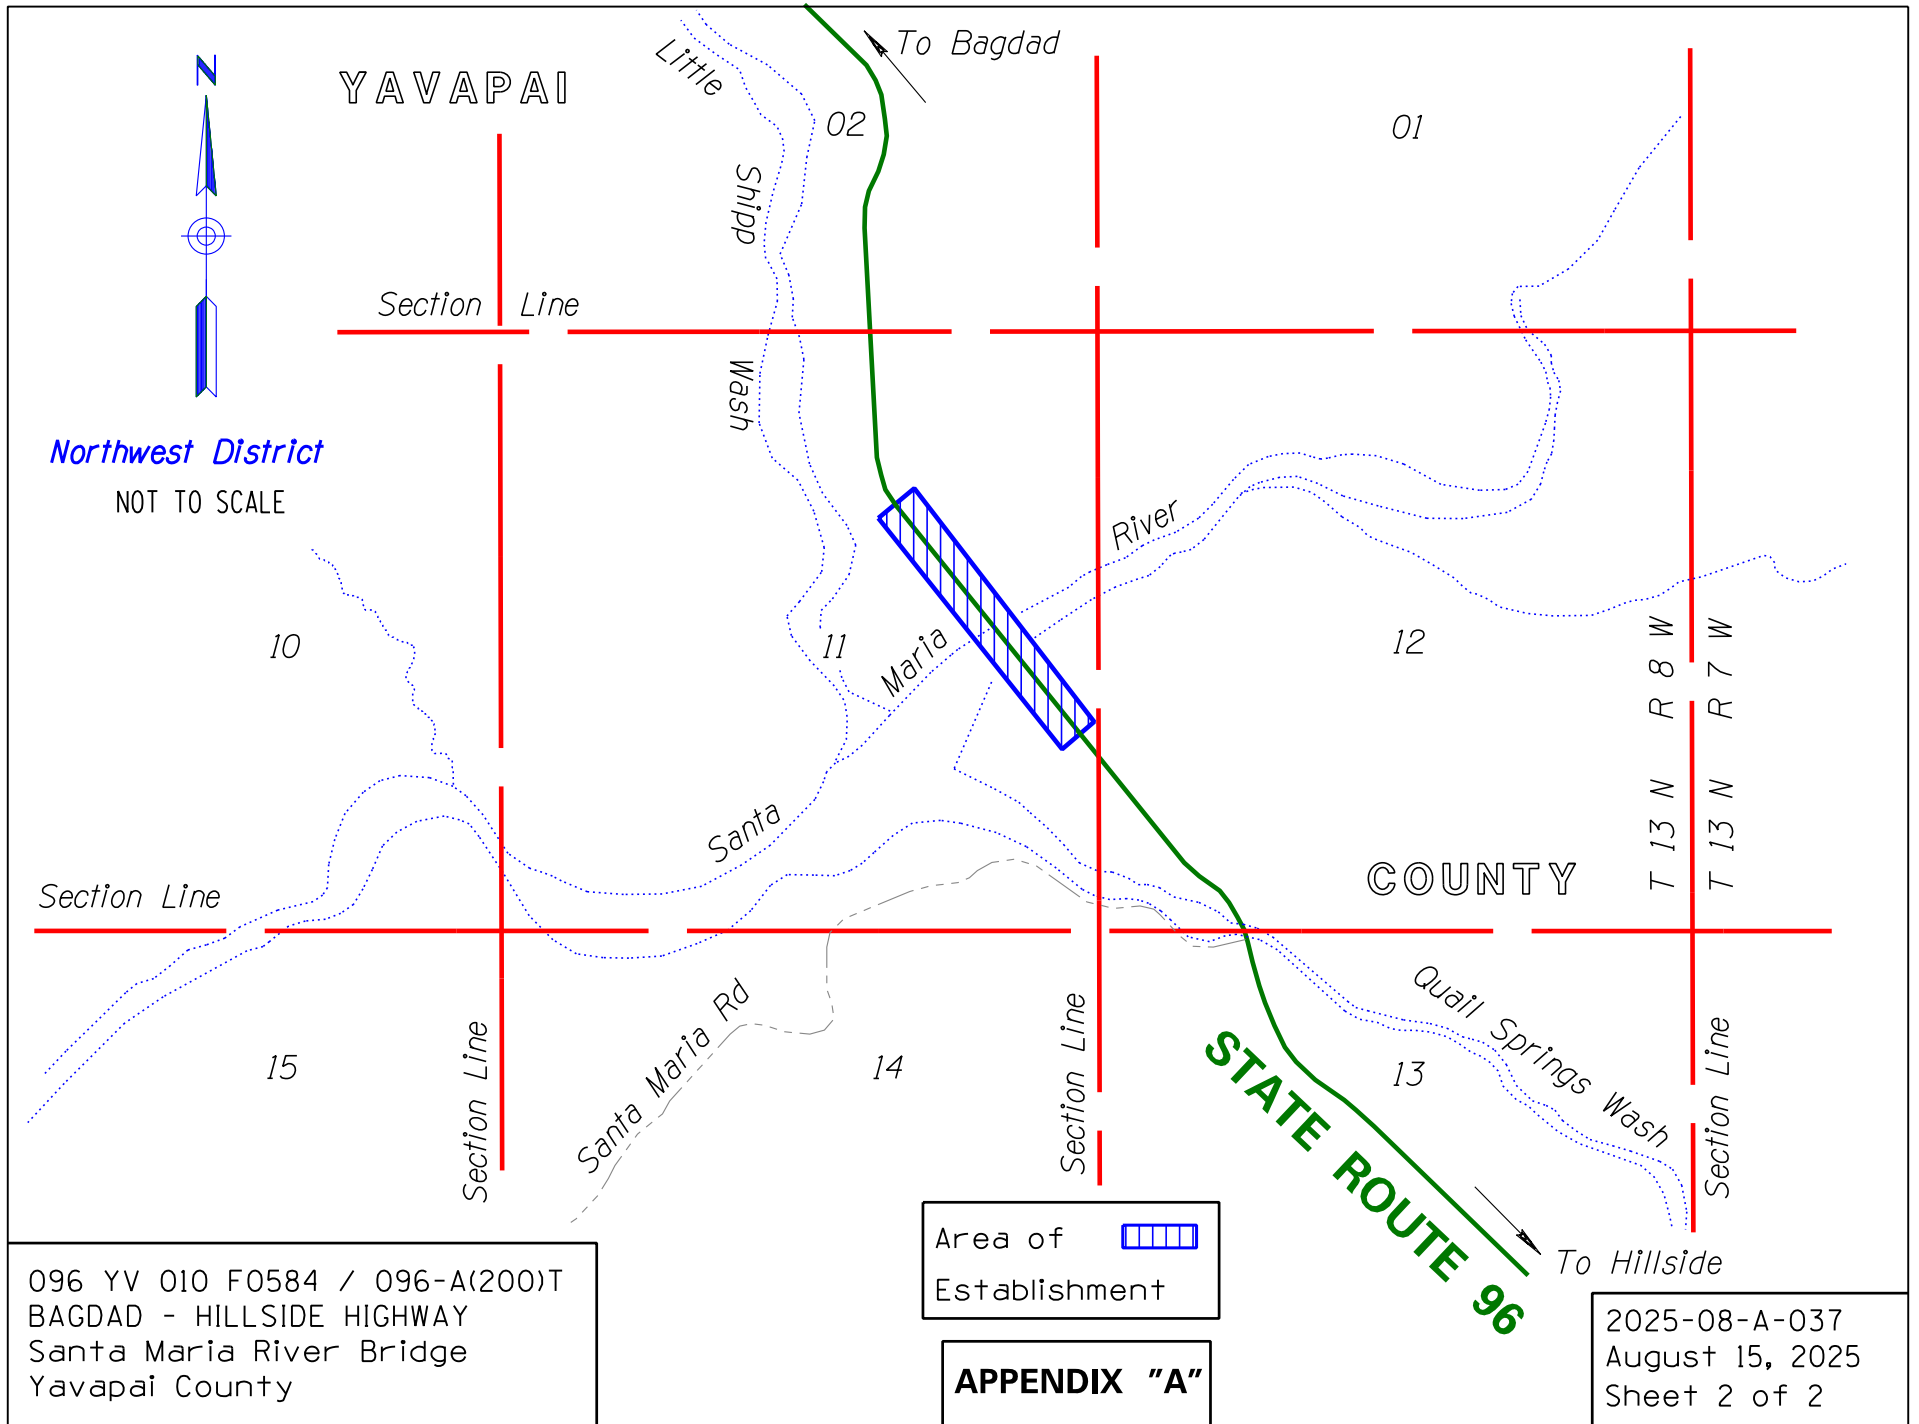 To Bagdad
N
YAVAPAI
Little
02
01
Shipp
Section Line
Wash
Northwest District
NOT TO SCALE
River
10
11
Maria
12
T 13 N R 8 W
T 13 N R 7 W
Santa
COUNTY
Section Line
Quail Springs Wash
Santa Maria Rd
Section Line
Section Line
Section Line
15
14
13
STATE ROUTE 96
To Hillside
Area of
Establishment
096 YV 010 F0584 / 096-A(200)T
BAGDAD - HILLSIDE HIGHWAY
Santa Maria River Bridge
Yavapai County
APPENDIX "A"
2025-08-A-037
August 15, 2025
Sheet 2 of 2